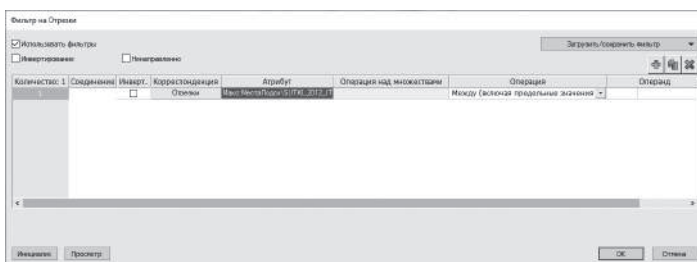 Фильтр на Отрезки
Использовать фильтры
Загрузить/сохранить фильтр
Инвертирование Ненаправленно
Количество: 1 Соединение Инверт. Корреспонденция Атрибут Операция над множествами Операция Операнд
1 Отрезки Между (включая предельные значения
Инициализ Просмотр OK Отмена